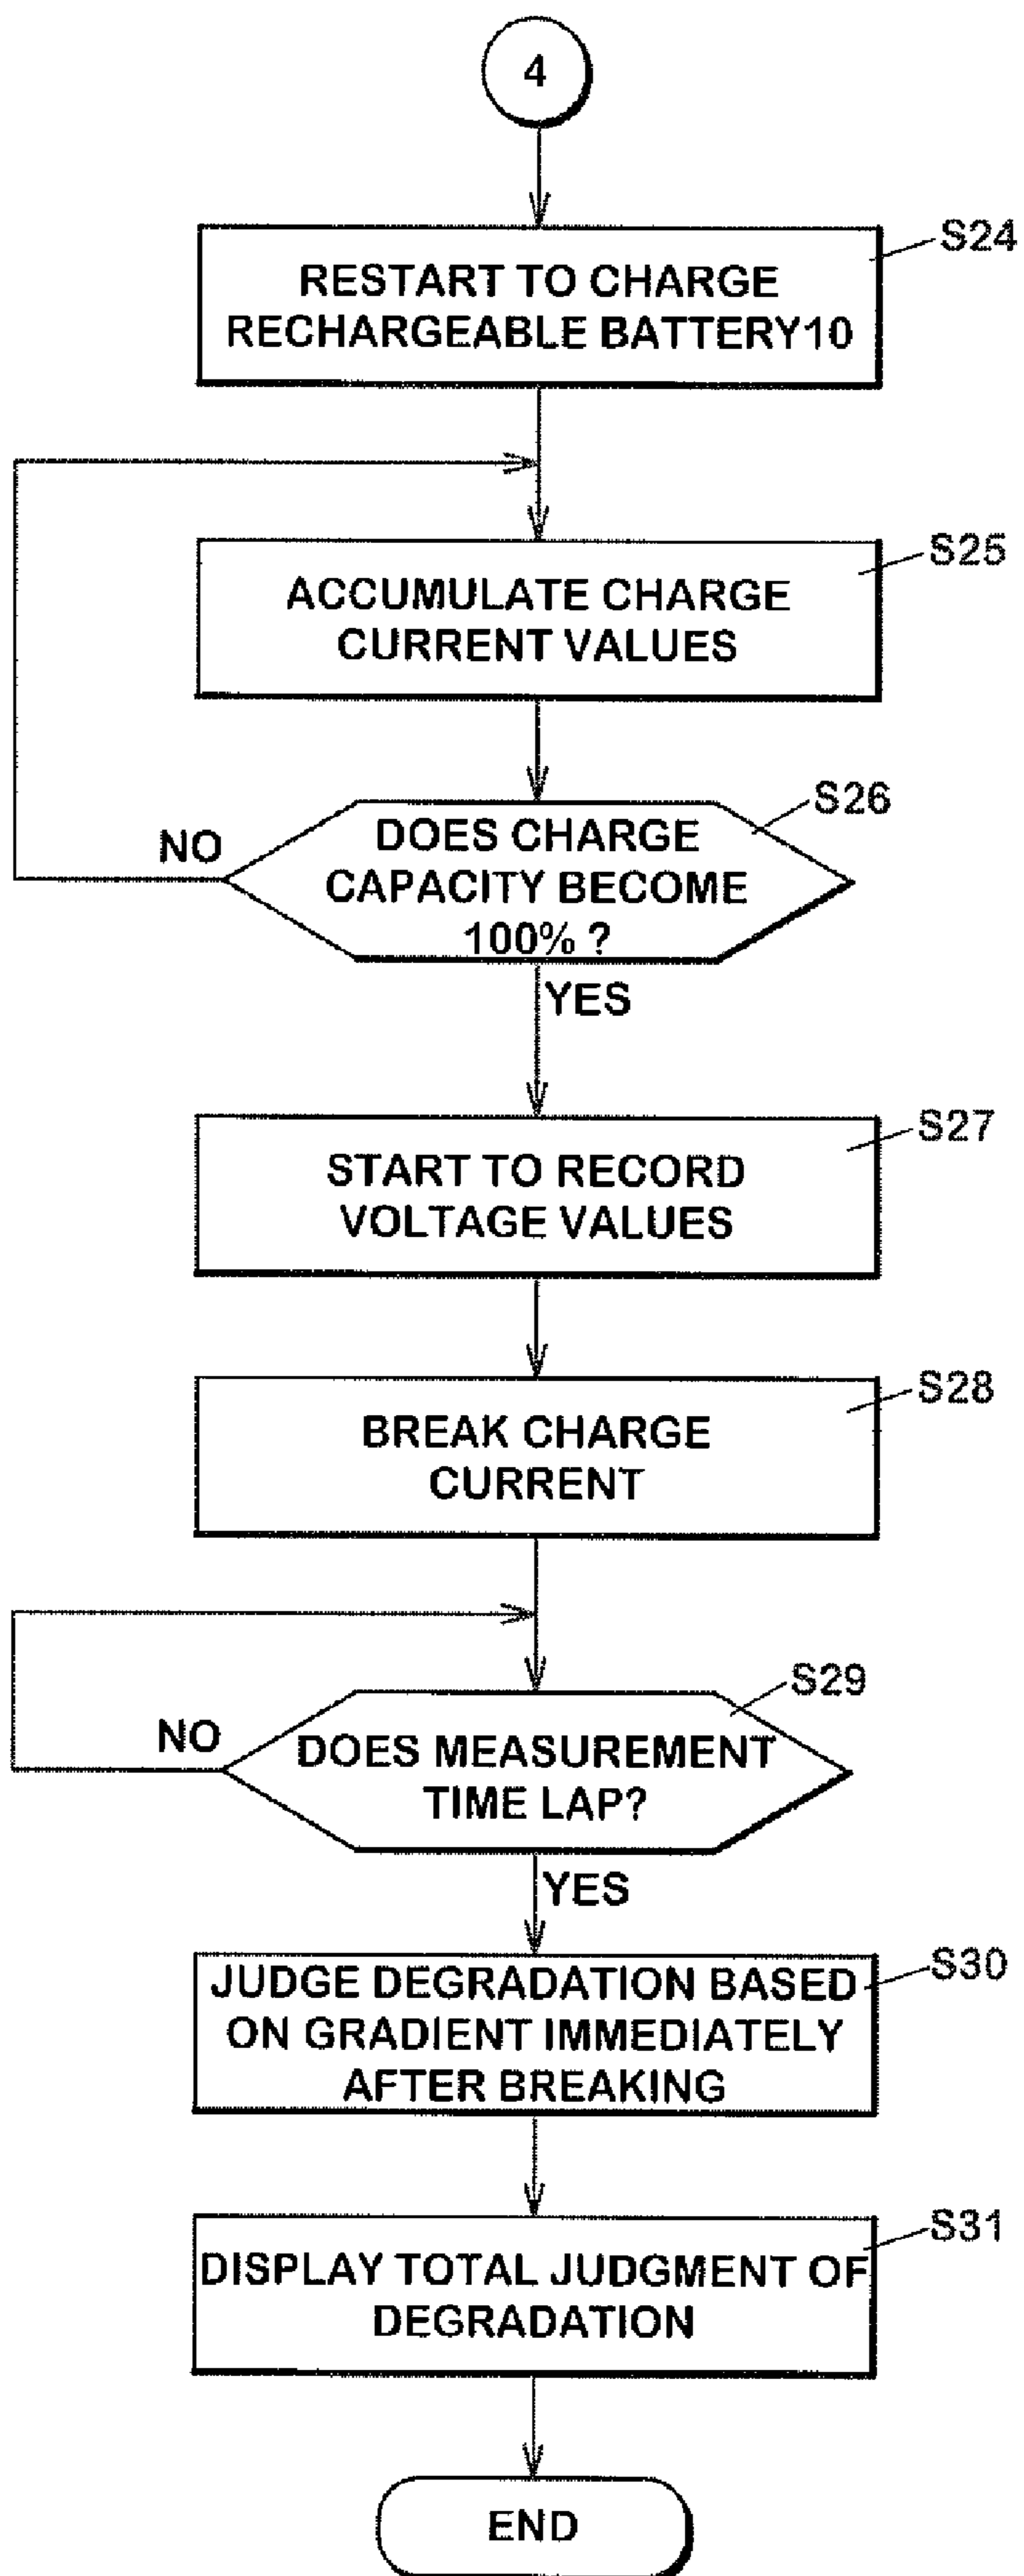 4
S24
RESTART TO CHARGE
RECHARGEABLE BATTERY10
S25
ACCUMULATE CHARGE
CURRENT VALUES
S26
NO
DOES CHARGE
CAPACITY BECOME
100% ?
YES
S27
START TO RECORD
VOLTAGE VALUES
S28
BREAK CHARGE
CURRENT
S29
NO
DOES MEASUREMENT
TIME LAP?
YES
S30
JUDGE DEGRADATION BASED
ON GRADIENT IMMEDIATELY
AFTER BREAKING
S31
DISPLAY TOTAL JUDGMENT OF
DEGRADATION
END